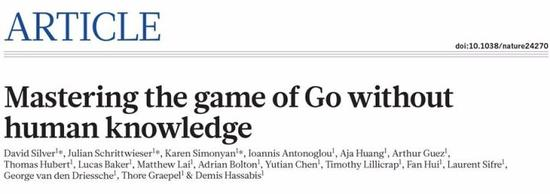 ARTICLE
doi:10.1038/nature24270
Mastering the game of Go without
human knowledge
David Silver¹*, Julian Schrittwieser¹*, Karen Simonyan¹*, Ioannis Antonoglou¹, Aja Huang¹, Arthur Guez¹,
Thomas Hubert¹, Lucas Baker¹, Matthew Lai¹, Adrian Bolton¹, Yutian Chen¹, Timothy Lillicrap¹, Fan Hui¹, Laurent Sifre¹,
George van den Driessche¹, Thore Graepel¹ & Demis Hassabis¹